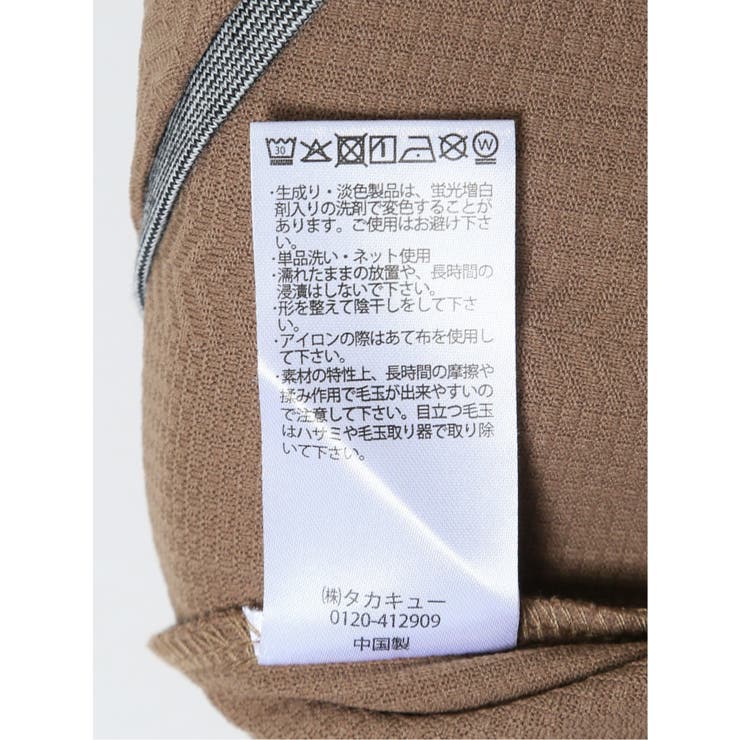 30 W
・生成り・淡色製品は、蛍光増白
剤入りの洗剤で変色することが
あります。ご使用はお避け下さ
い。
・単品洗い・ネット使用
・濡れたままの放置や、長時間の
浸漬はしないで下さい。
・形を整えて陰干しをして下さ
い。
・アイロンの際はあて布を使用し
て下さい。
・素材の特性上、長時間の摩擦や
揉み作用で毛玉が出来やすいの
で注意して下さい。目立つ毛玉
はハサミや毛玉取り器で取り除
いて下さい。
㈱タカキュー
0120-412909
中国製